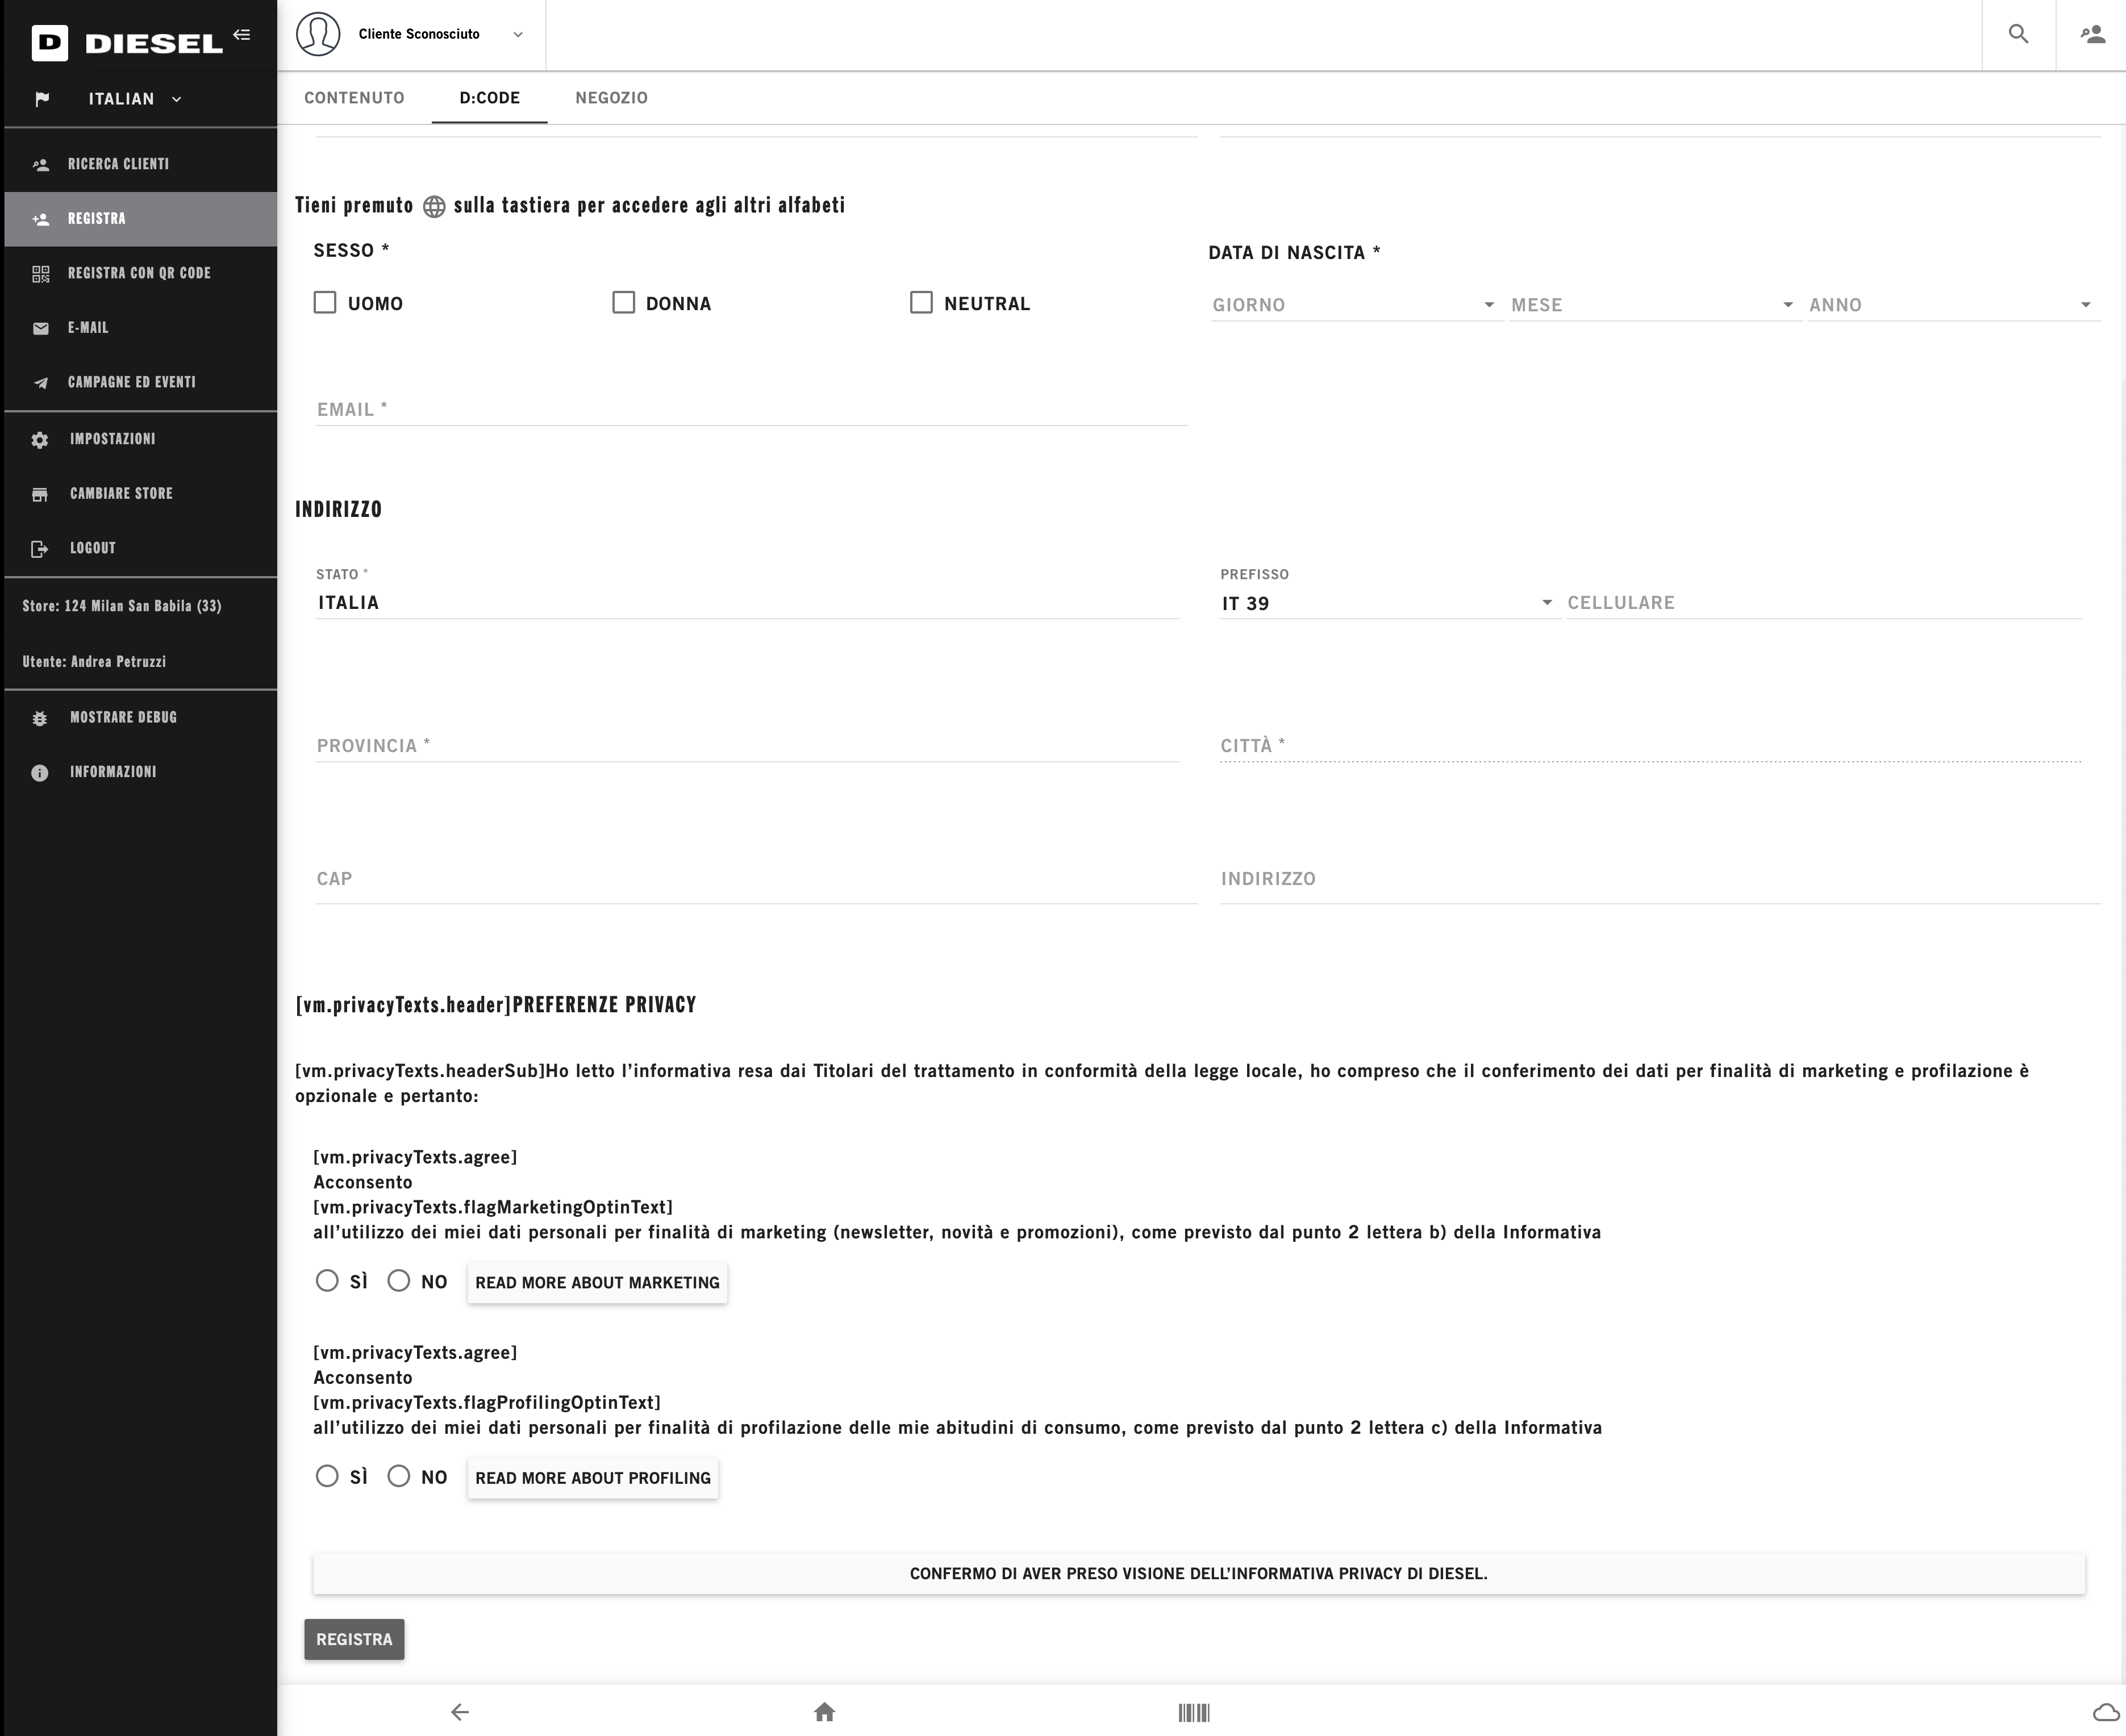 D DIESEL
ITALIAN
RICERCA CLIENTI
REGISTRA
REGISTRA CON QR CODE
E-MAIL
CAMPAGNE ED EVENTI
IMPOSTAZIONI
CAMBIARE STORE
LOGOUT
Store: 124 Milan San Babila (33)
Utente: Andrea Petruzzi
MOSTRARE DEBUG
INFORMAZIONI
Cliente Sconosciuto
CONTENUTO D:CODE NEGOZIO
Tieni premuto sulla tastiera per accedere agli altri alfabeti
SESSO *
UOMO DONNA NEUTRAL
DATA DI NASCITA *
GIORNO MESE ANNO
EMAIL *
INDIRIZZO
STATO *
ITALIA
PREFISSO
IT 39 CELLULARE
PROVINCIA * CITTÀ *
CAP INDIRIZZO
[vm.privacyTexts.header]PREFERENZE PRIVACY
[vm.privacyTexts.headerSub]Ho letto l’informativa resa dai Titolari del trattamento in conformità della legge locale, ho compreso che il conferimento dei dati per finalità di marketing e profilazione è
opzionale e pertanto:
[vm.privacyTexts.agree]
Acconsento
[vm.privacyTexts.flagMarketingOptinText]
all’utilizzo dei miei dati personali per finalità di marketing (newsletter, novità e promozioni), come previsto dal punto 2 lettera b) della Informativa
SÌ NO READ MORE ABOUT MARKETING
[vm.privacyTexts.agree]
Acconsento
[vm.privacyTexts.flagProfilingOptinText]
all’utilizzo dei miei dati personali per finalità di profilazione delle mie abitudini di consumo, come previsto dal punto 2 lettera c) della Informativa
SÌ NO READ MORE ABOUT PROFILING
CONFERMO DI AVER PRESO VISIONE DELL’INFORMATIVA PRIVACY DI DIESEL.
REGISTRA